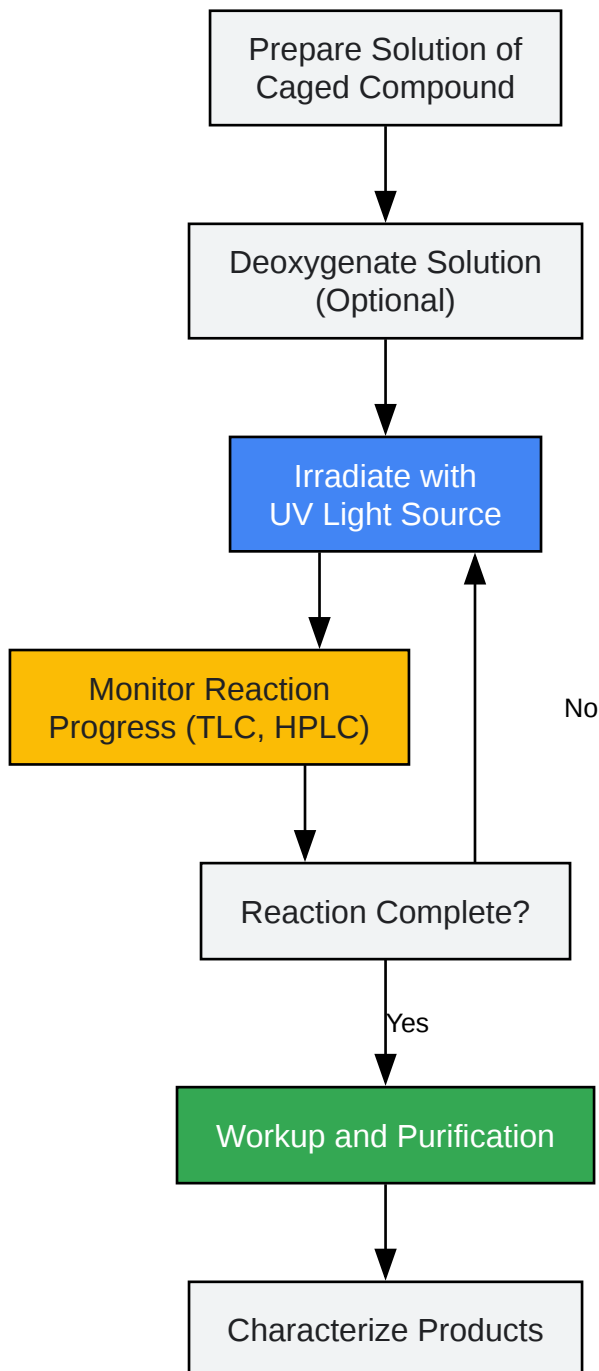 Prepare Solution of
Caged Compound
Deoxygenate Solution
(Optional)
Irradiate with
UV Light Source
Monitor Reaction
Progress (TLC, HPLC)
No
Reaction Complete?
Yes
Workup and Purification
Characterize Products